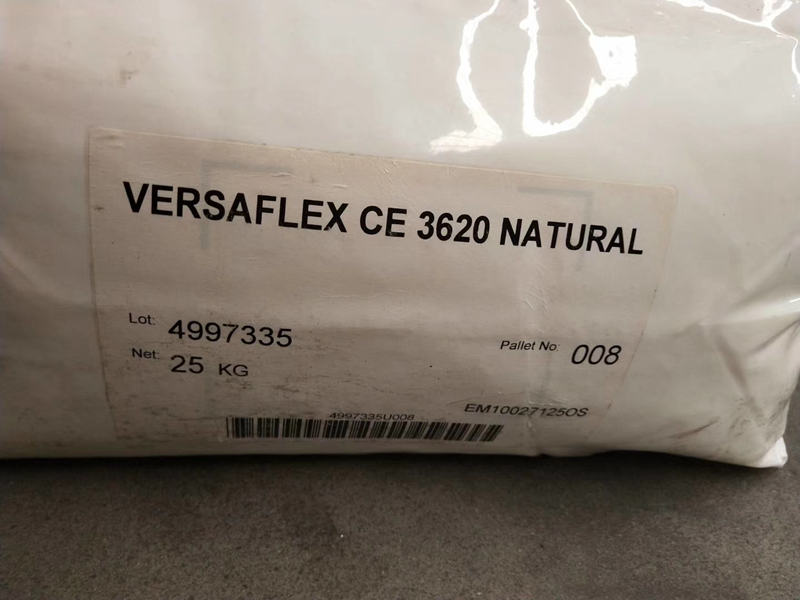 VERSAFLEX CE 3620 NATURAL
Lot: 4997335
Pallet No: 008
Net: 25 KG
4997335U008
EM10027125OS